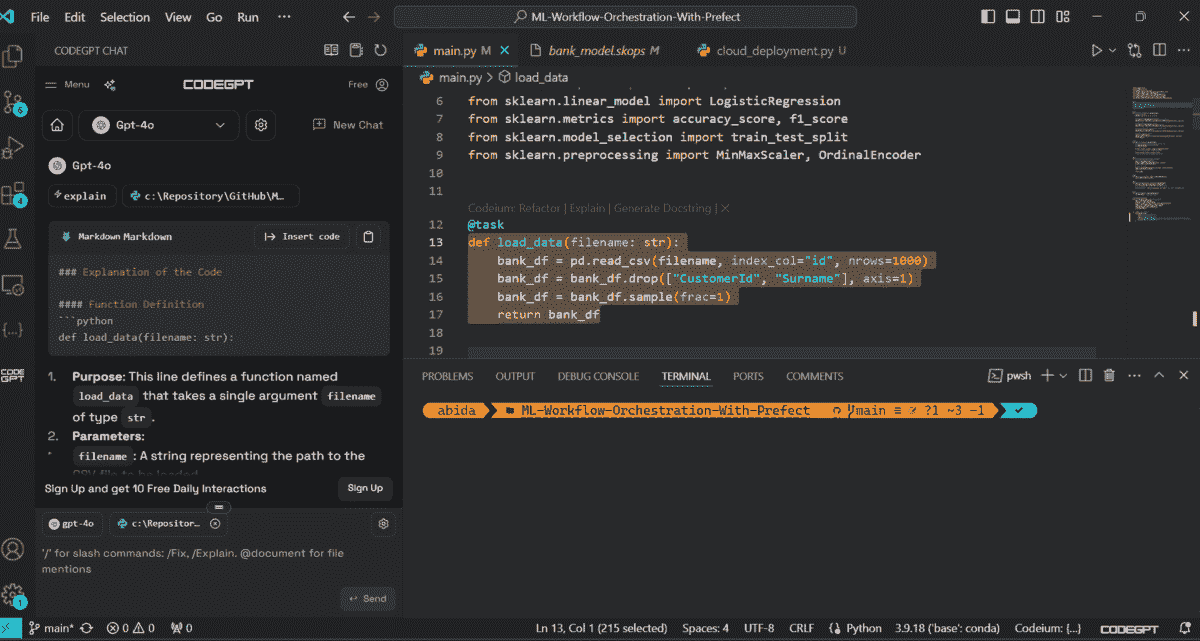 File Edit Selection View Go Run ··· ML-Workflow-Orchestration-With-Prefect
CODEGPT CHAT
Menu CODEGPT Free
Gpt-4o New Chat
Gpt-4o
explain c:\Repository\GitHub\M…
Markdown Markdown Insert code
### Explanation of the Code
#### Function Definition
```python
def load_data(filename: str):
1. Purpose: This line defines a function named
load_data that takes a single argument filename
of type str .
2. Parameters:
filename : A string representing the path to the
CSV file to be loaded
Sign Up and get 10 Free Daily Interactions Sign Up
gpt-4o c:\Repositor…
'/' for slash commands: /Fix, /Explain. @document for file
mentions
Send
main.py M bank_model.skops M cloud_deployment.py U
main.py > load_data
6 from sklearn.linear_model import LogisticRegression
7 from sklearn.metrics import accuracy_score, f1_score
8 from sklearn.model_selection import train_test_split
9 from sklearn.preprocessing import MinMaxScaler, OrdinalEncoder
10
11
Codeium: Refactor | Explain | Generate Docstring | X
12 @task
13 def load_data(filename: str):
14 bank_df = pd.read_csv(filename, index_col="id", nrows=1000)
15 bank_df = bank_df.drop(["CustomerId", "Surname"], axis=1)
16 bank_df = bank_df.sample(frac=1)
17 return bank_df
18
19
PROBLEMS OUTPUT DEBUG CONSOLE TERMINAL PORTS COMMENTS pwsh
abida ML-Workflow-Orchestration-With-Prefect main ≡ ?1 ~3 -1
CODE GPT
6
4
1
main* 0 0 0 Ln 13, Col 1 (215 selected) Spaces: 4 UTF-8 CRLF Python 3.9.18 ('base': conda) Codeium: {...} CODEGPT